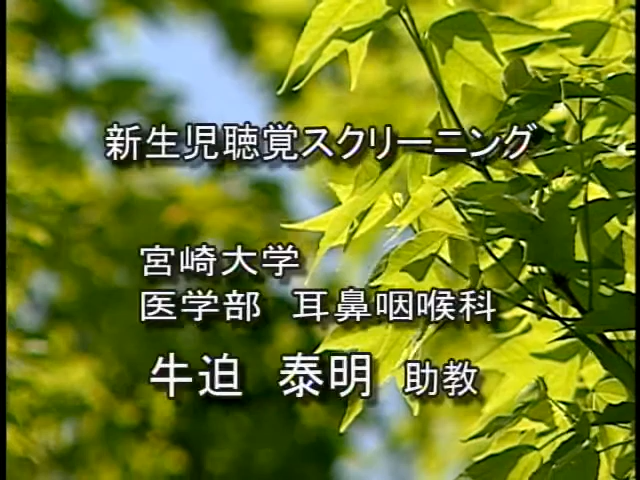 新生児聴覚スクリーニング
宮崎大学
医学部 耳鼻咽喉科
牛迫 泰明 助教